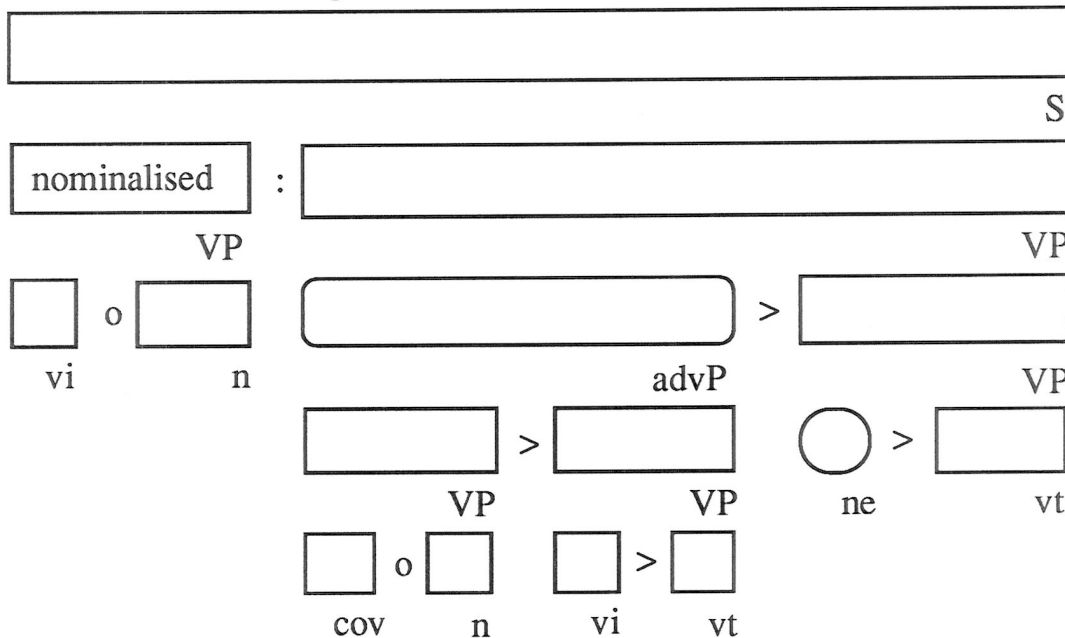 S
nominalised :
VP VP
o >
vi n advP VP
> >
VP VP ne vt
o >
cov n vi vt